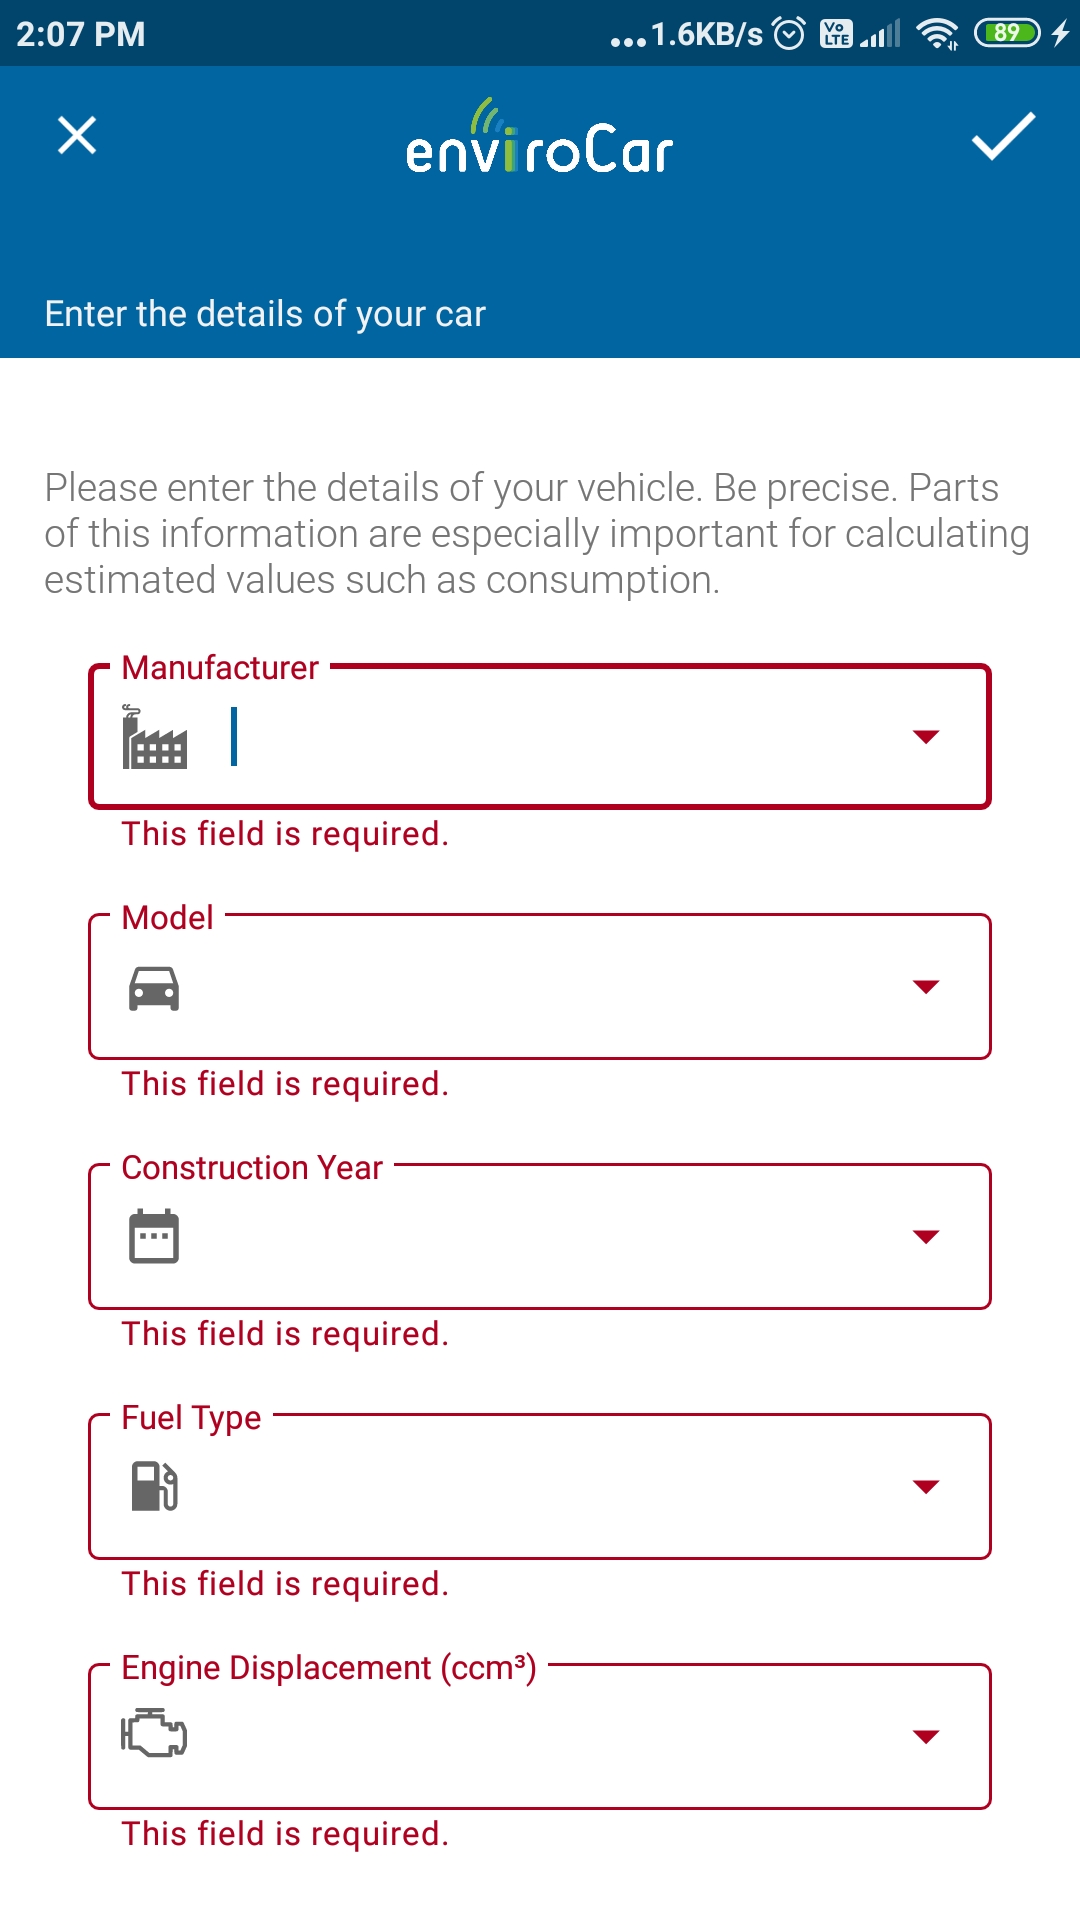 2:07 PM
...1.6KB/s VoLTE 89
enviroCar
Enter the details of your car
Please enter the details of your vehicle. Be precise. Parts
of this information are especially important for calculating
estimated values such as consumption.
Manufacturer
This field is required.
Model
This field is required.
Construction Year
This field is required.
Fuel Type
This field is required.
Engine Displacement (ccm³)
This field is required.